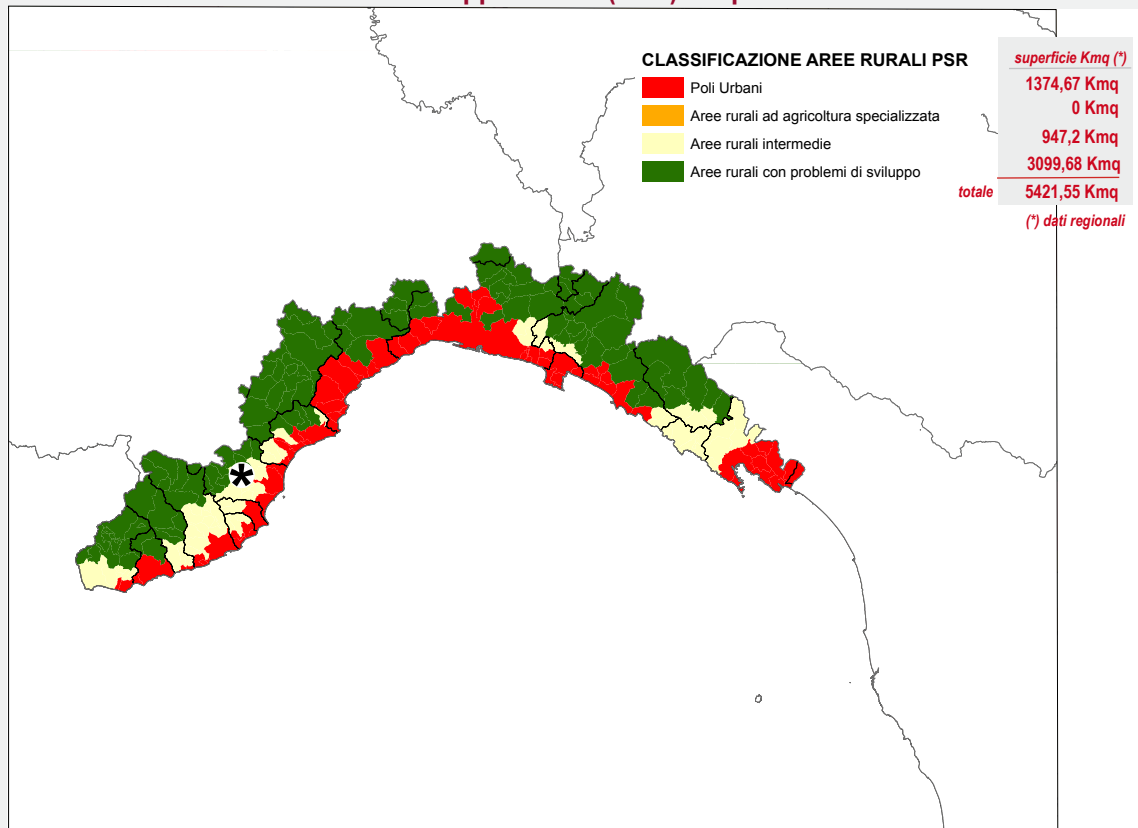 CLASSIFICAZIONE AREE RURALI PSR
superficie Kmq (*)
Poli Urbani
1374,67 Kmq
Aree rurali ad agricoltura specializzata
0 Kmq
Aree rurali intermedie
947,2 Kmq
Aree rurali con problemi di sviluppo
3099,68 Kmq
totale
5421,55 Kmq
(*) dati regionali
*